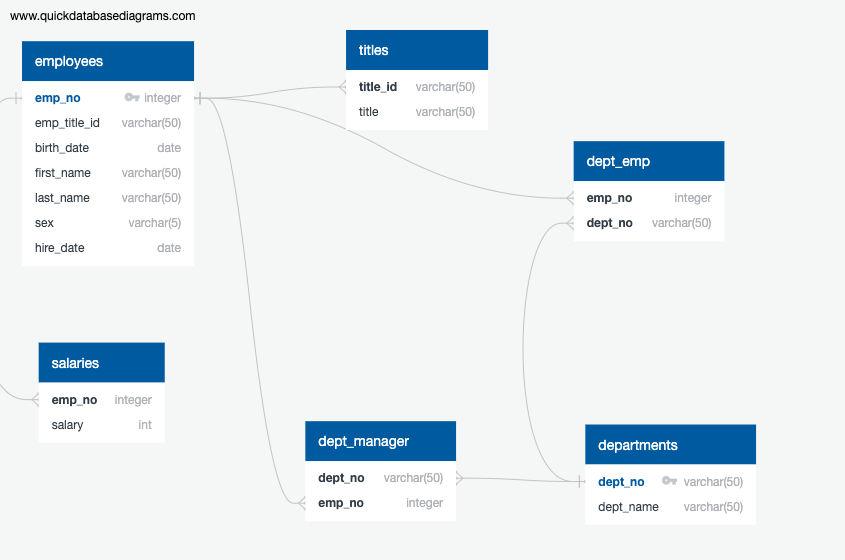 www.quickdatabasediagrams.com
employees
emp_no integer
emp_title_id varchar(50)
birth_date date
first_name varchar(50)
last_name varchar(50)
sex varchar(5)
hire_date date
titles
title_id varchar(50)
title varchar(50)
dept_emp
emp_no integer
dept_no varchar(50)
salaries
emp_no integer
salary int
dept_manager
dept_no varchar(50)
emp_no integer
departments
dept_no varchar(50)
dept_name varchar(50)